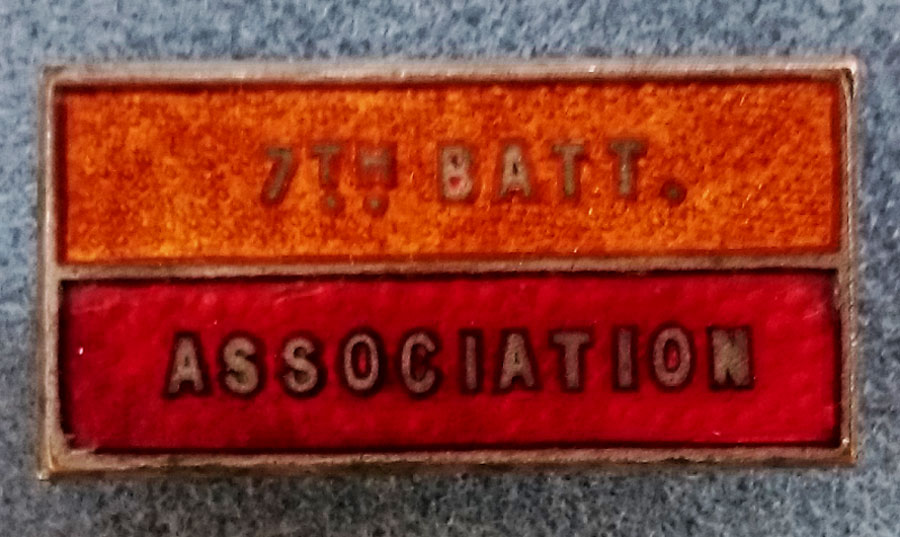 7TH BATT.
ASSOCIATION